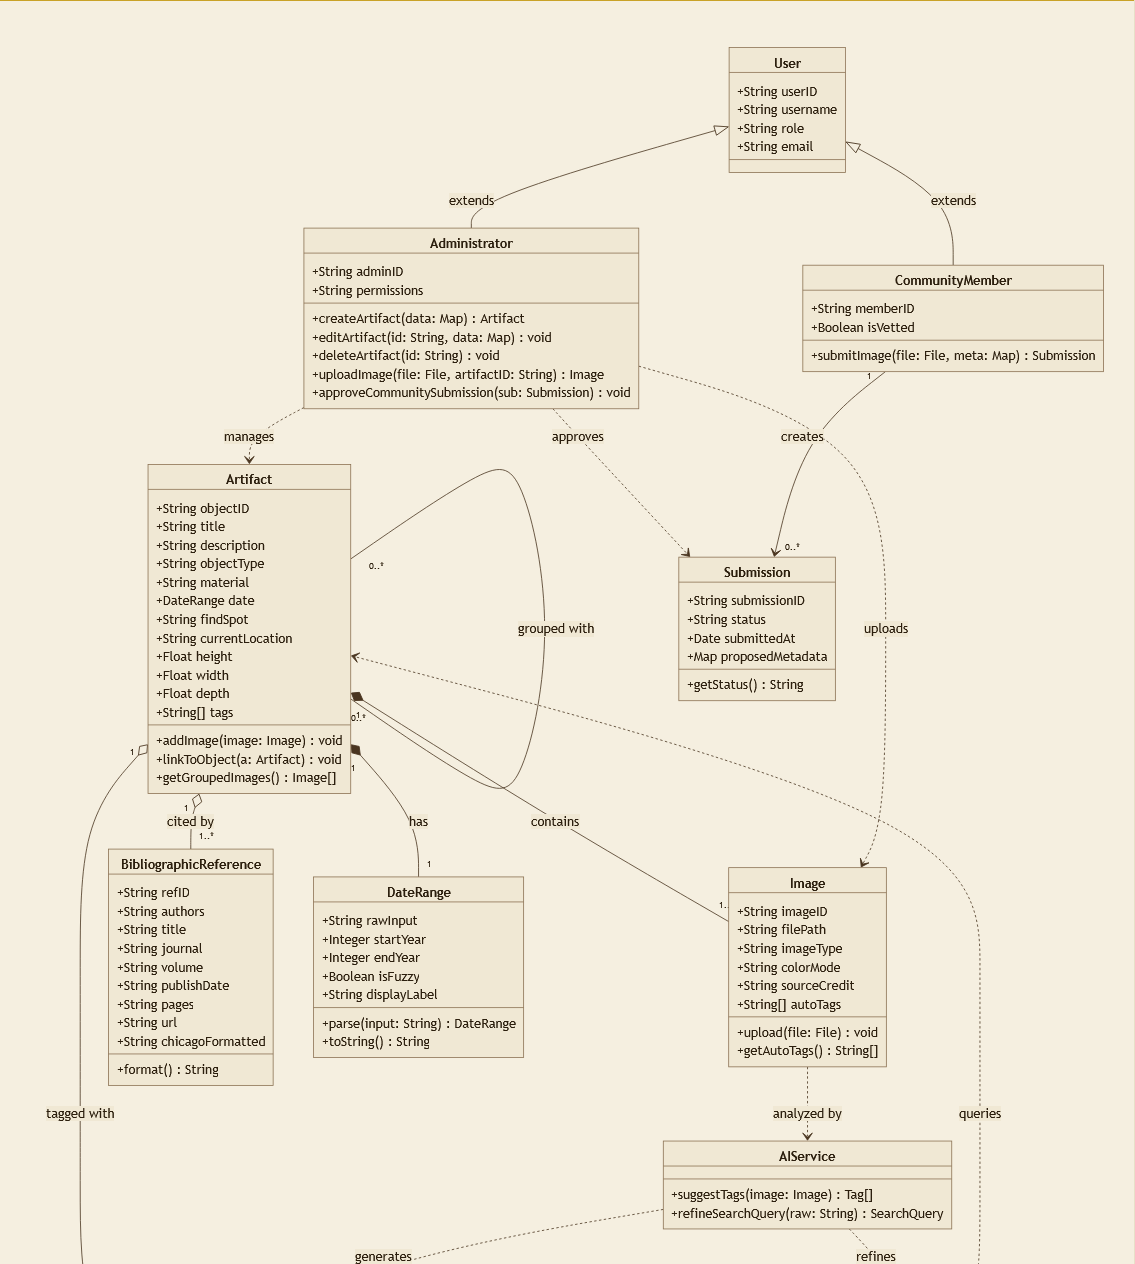 User
+String userID
+String username
+String role
+String email
extends
extends
Administrator
+String adminID
+String permissions
+createArtifact(data: Map) : Artifact
+editArtifact(id: String, data: Map) : void
+deleteArtifact(id: String) : void
+uploadImage(file: File, artifactID: String) : Image
+approveCommunitySubmission(sub: Submission) : void
CommunityMember
+String memberID
+Boolean isVetted
+submitImage(file: File, meta: Map) : Submission
1
manages
approves
creates
Artifact
+String objectID
+String title
+String description
+String objectType
+String material
+DateRange date
+String findSpot
+String currentLocation
+Float height
+Float width
+Float depth
+String[] tags
+addImage(image: Image) : void
+linkToObject(a: Artifact) : void
+getGroupedImages() : Image[]
0..*
grouped with
0..*
1
1
1
0..*
Submission
+String submissionID
+String status
+Date submittedAt
+Map proposedMetadata
+getStatus() : String
uploads
1
cited by
1..*
has
1
contains
1..
BibliographicReference
+String refID
+String authors
+String title
+String journal
+String volume
+String publishDate
+String pages
+String url
+String chicagoFormatted
+format() : String
DateRange
+String rawInput
+Integer startYear
+Integer endYear
+Boolean isFuzzy
+String displayLabel
+parse(input: String) : DateRange
+toString() : String
Image
+String imageID
+String filePath
+String imageType
+String colorMode
+String sourceCredit
+String[] autoTags
+upload(file: File) : void
+getAutoTags() : String[]
tagged with
analyzed by
queries
AIService
+suggestTags(image: Image) : Tag[]
+refineSearchQuery(raw: String) : SearchQuery
generates
refines